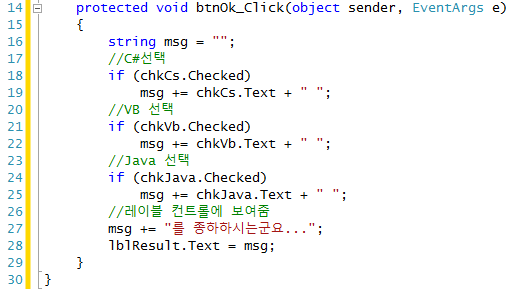 14 protected void btnOk_Click(object sender, EventArgs e)
15 {
16 string msg = "";
17 //C#선택
18 if (chkCs.Checked)
19 msg += chkCs.Text + " ";
20 //VB 선택
21 if (chkVb.Checked)
22 msg += chkVb.Text + " ";
23 //Java 선택
24 if (chkJava.Checked)
25 msg += chkJava.Text + " ";
26 //레이블 컨트롤에 보여줌
27 msg += "를 종하하시는군요...";
28 lblResult.Text = msg;
29 }
30 }